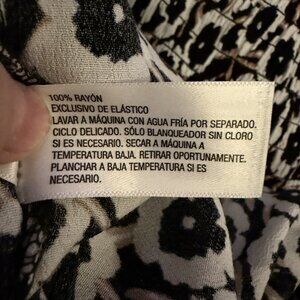 100% RAYÓN
EXCLUSIVO DE ELÁSTICO
LAVAR A MÁQUINA CON AGUA FRÍA POR SEPARADO.
CICLO DELICADO. SÓLO BLANQUEADOR SIN CLORO
SI ES NECESARIO. SECAR A MÁQUINA A
TEMPERATURA BAJA. RETIRAR OPORTUNAMENTE.
PLANCHAR A BAJA TEMPERATURA SI ES
NECESARIO.